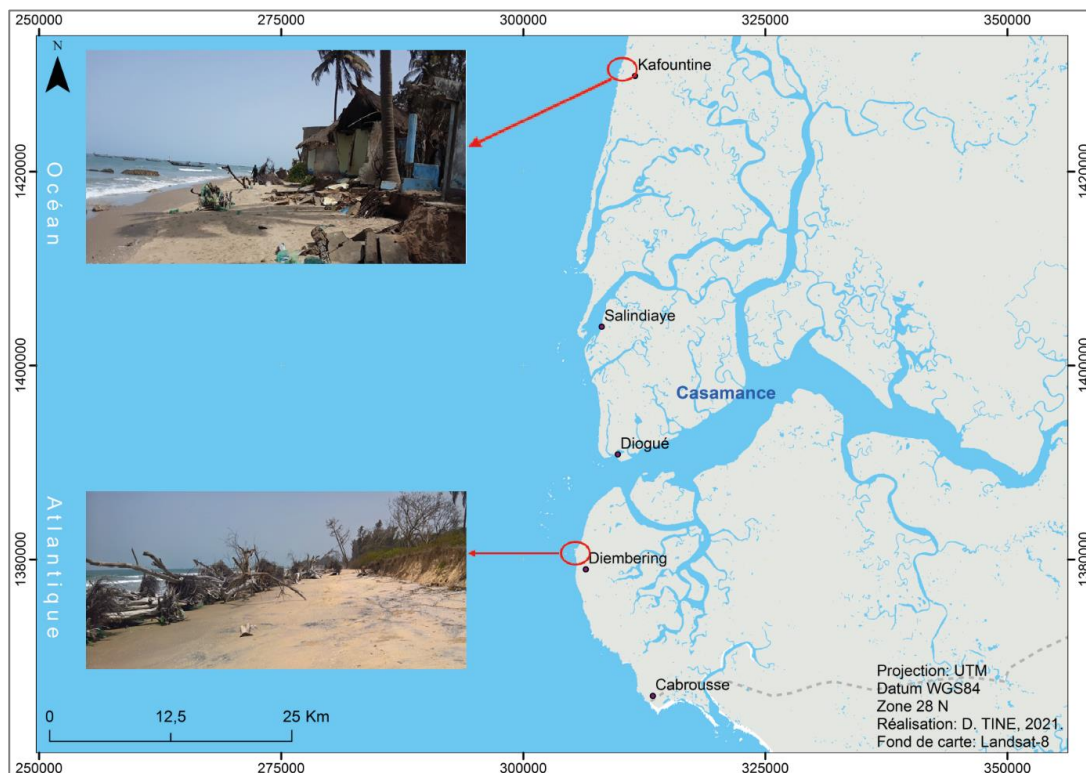 250000 275000 300000 325000 350000
N
Kafountine
1420000 1420000
Océan
Salindiaye
1400000 1400000
Casamance
Diogué
Atlantique
1380000 1380000
Diembering
Cabrousse
0 12,5 25 Km
Projection: UTM
Datum WGS84
Zone 28 N
Réalisation: D. TINE, 2021.
Fond de carte: Landsat-8
250000 275000 300000 325000 350000